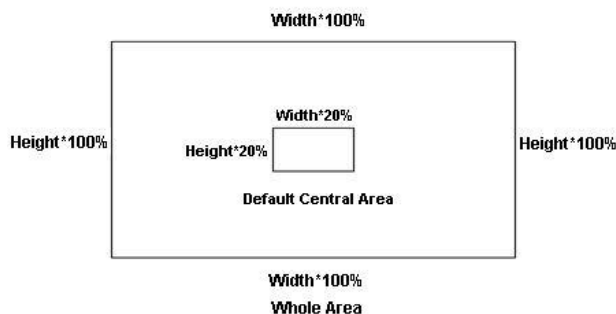 Width*100%
Width*20%
Height*100%
Height*20%
Height*100%
Default Central Area
Width*100%
Whole Area